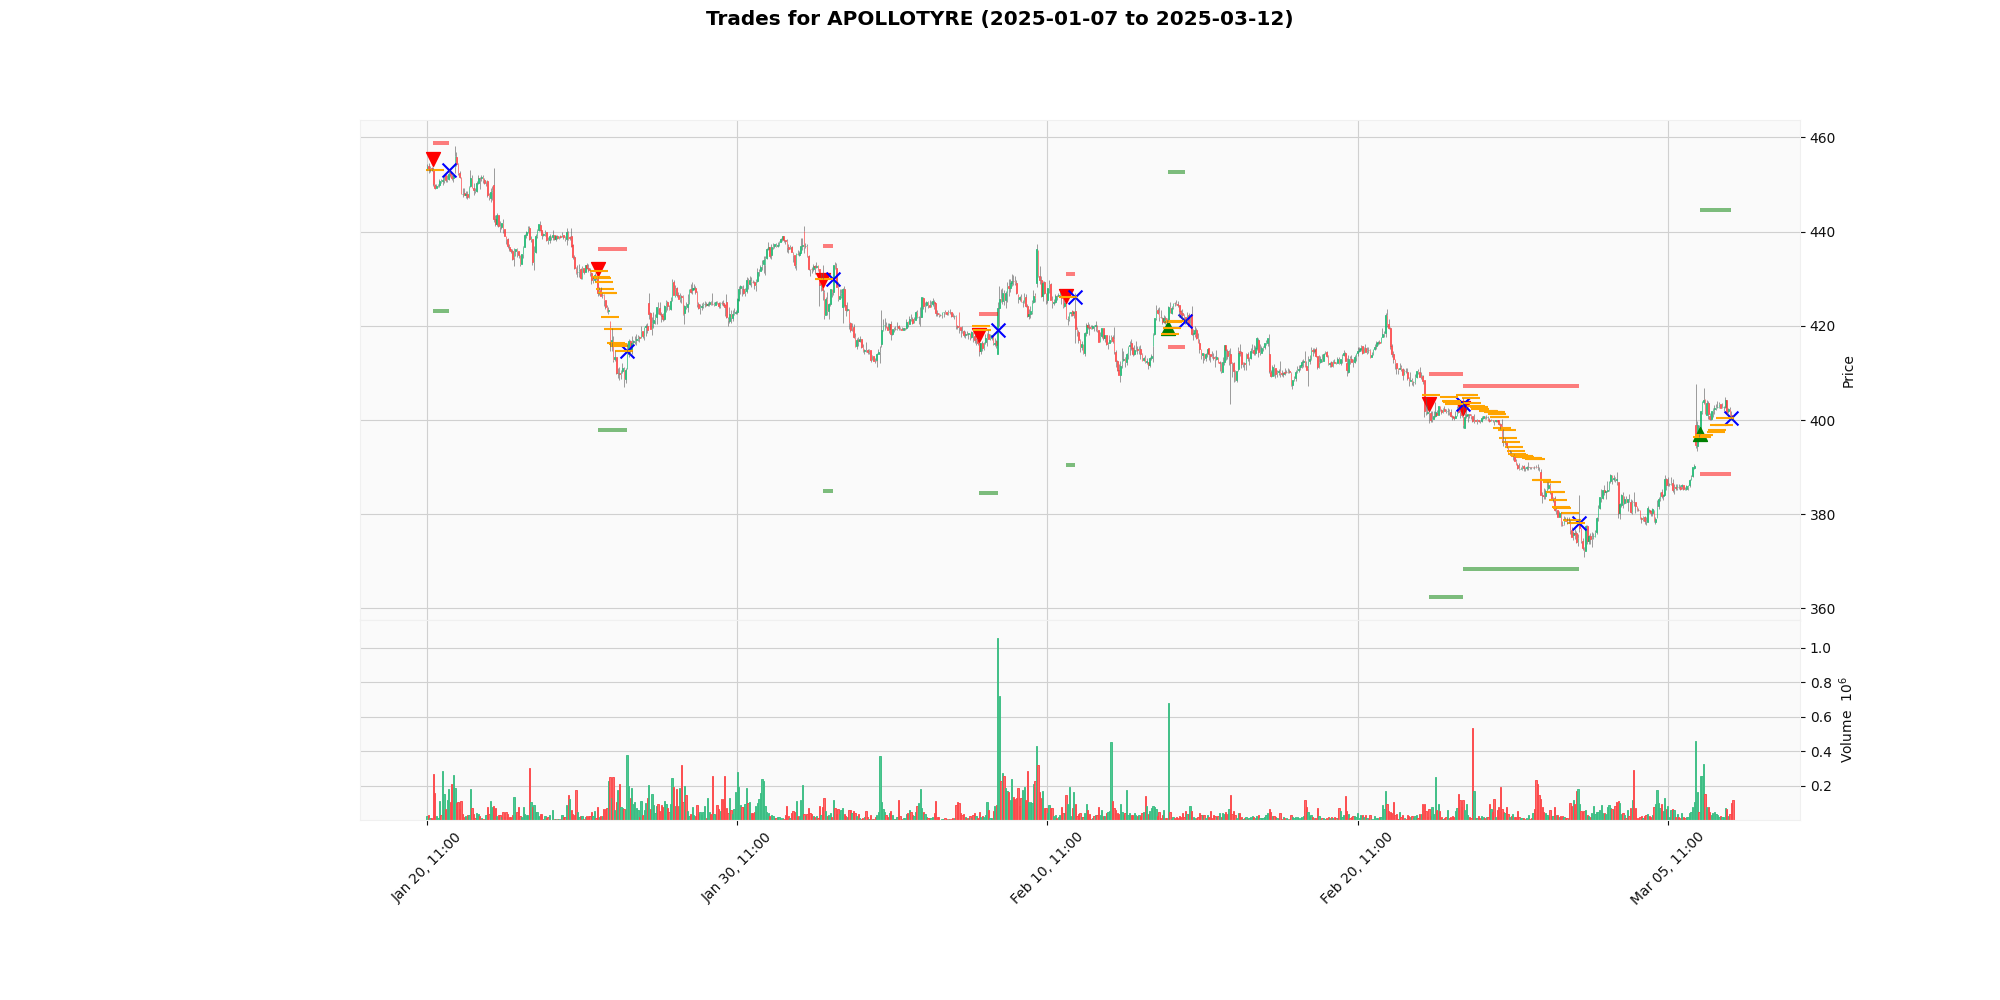 Trades for APOLLOTYRE (2025-01-07 to 2025-03-12)
460
440
420
400
380
360
Price
1.0
0.8
0.6
0.4
0.2
Volume 10⁶
Jan 20, 11:00
Jan 30, 11:00
Feb 10, 11:00
Feb 20, 11:00
Mar 05, 11:00